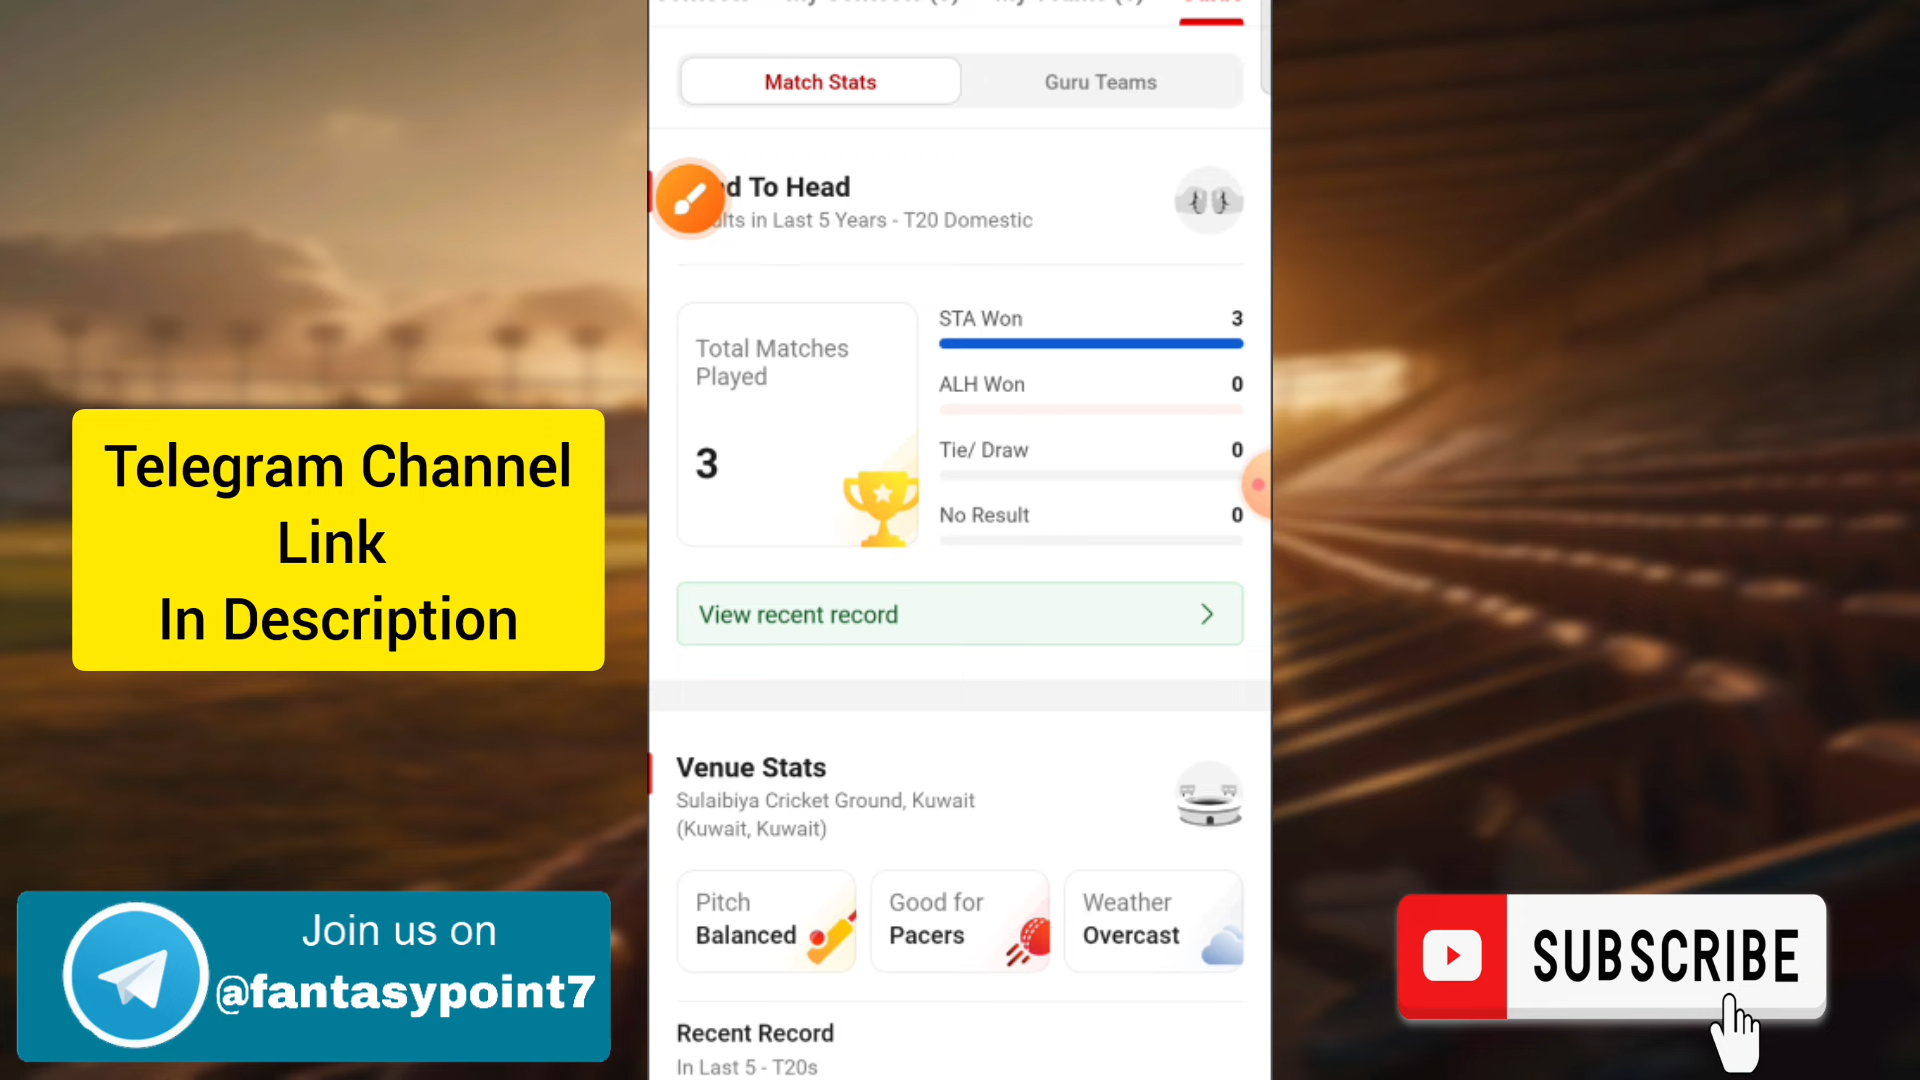 Match Stats
Guru Teams
d To Head
ults in Last 5 Years - T20 Domestic
Total Matches
Played
3
STA Won 3
ALH Won 0
Tie/ Draw 0
No Result 0
View recent record
Venue Stats
Sulaibiya Cricket Ground, Kuwait
(Kuwait, Kuwait)
Pitch
Balanced
Good for
Pacers
Weather
Overcast
Recent Record
In Last 5 - T20s
Telegram Channel
Link
In Description
Join us on
@fantasypoint7
SUBSCRIBE